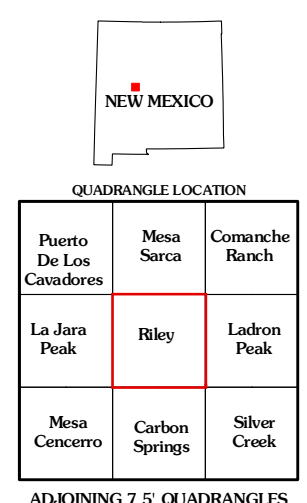 NEW MEXICO
QUADRANGLE LOCATION
Puerto
De Los
Cavadores
Mesa
Sarca
Comanche
Ranch
La Jara
Peak
Riley
Ladron
Peak
Mesa
Cencerro
Carbon
Springs
Silver
Creek
ADJOINING 7.5' QUADRANGLES